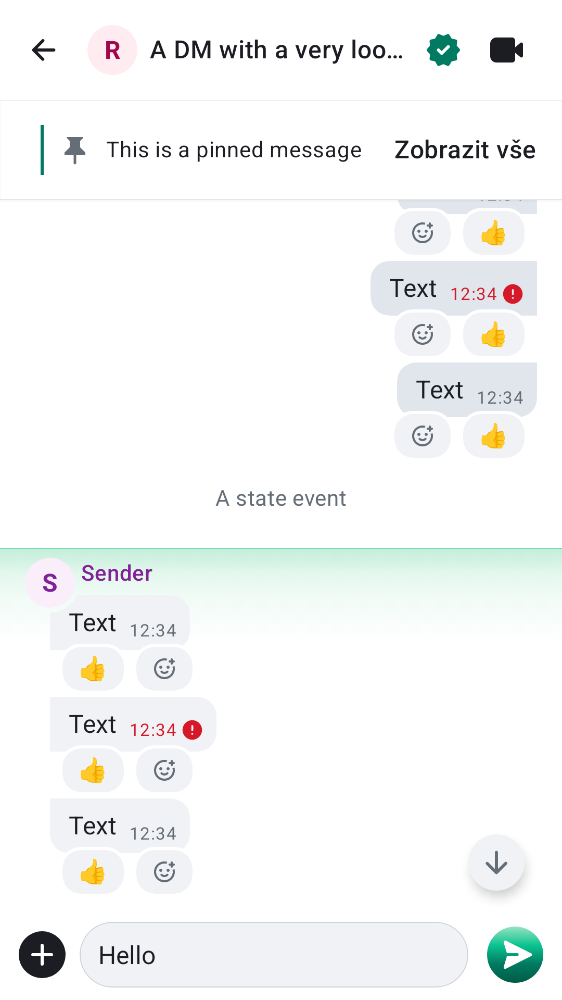 R A DM with a very loo...
This is a pinned message Zobrazit vše
Text 12:34
Text 12:34
A state event
S Sender
Text 12:34
Text 12:34
Text 12:34
Hello